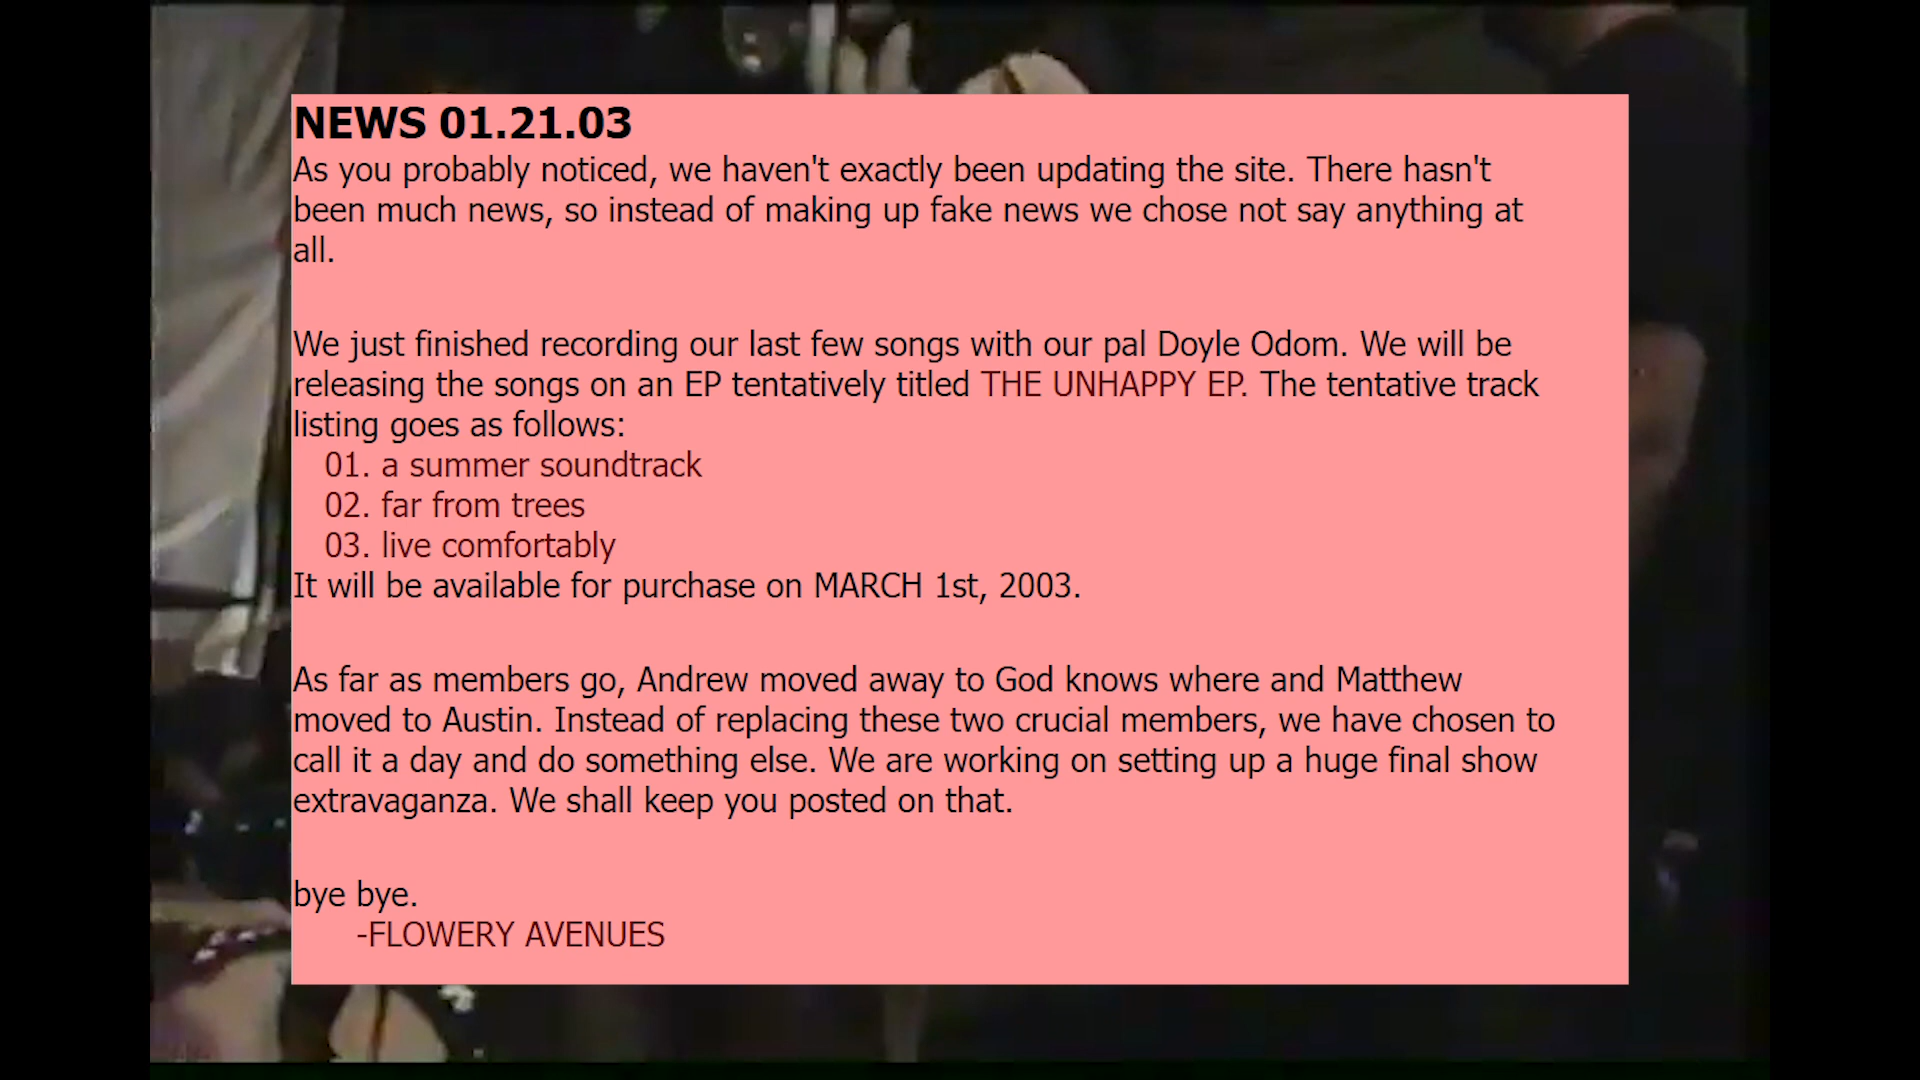 NEWS 01.21.03
As you probably noticed, we haven't exactly been updating the site. There hasn't
been much news, so instead of making up fake news we chose not say anything at
all.
We just finished recording our last few songs with our pal Doyle Odom. We will be
releasing the songs on an EP tentatively titled THE UNHAPPY EP. The tentative track
listing goes as follows:
01. a summer soundtrack
02. far from trees
03. live comfortably
It will be available for purchase on MARCH 1st, 2003.
As far as members go, Andrew moved away to God knows where and Matthew
moved to Austin. Instead of replacing these two crucial members, we have chosen to
call it a day and do something else. We are working on setting up a huge final show
extravaganza. We shall keep you posted on that.
bye bye.
-FLOWERY AVENUES